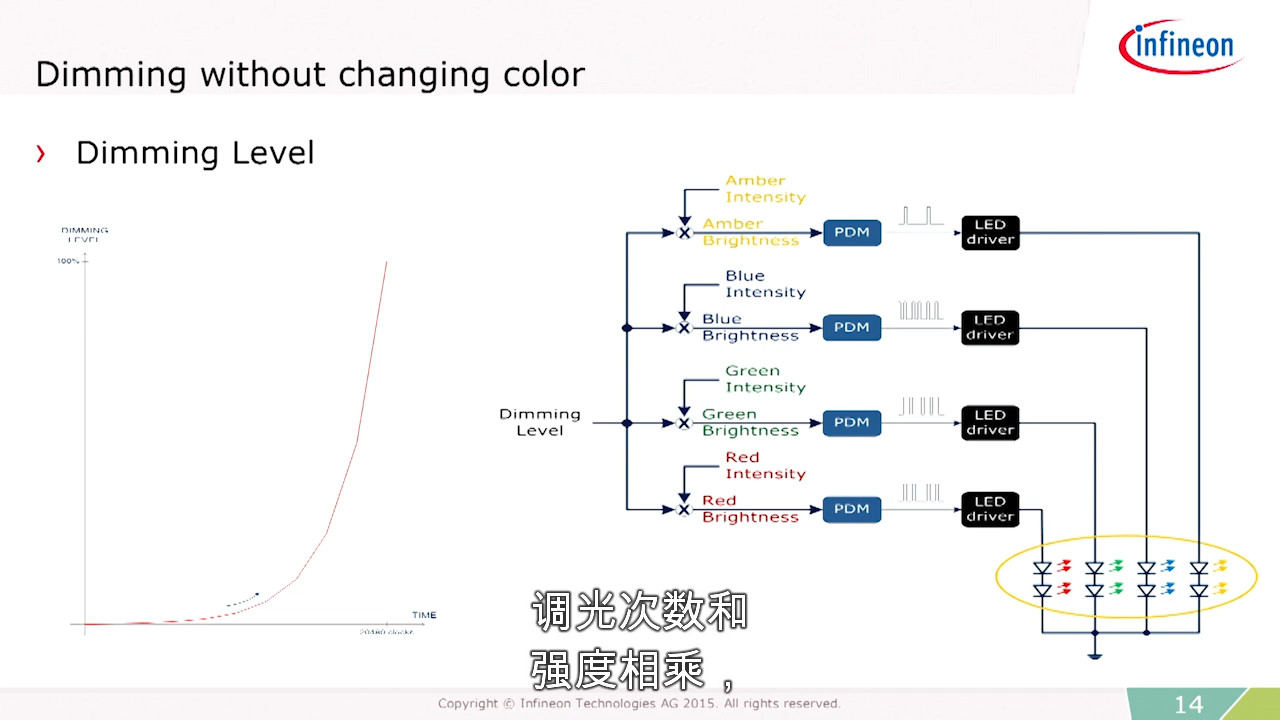 infineon
Dimming without changing color
› Dimming Level
DIMMING
LEVEL
100%
TIME
20480 clocks
Dimming
Level
Amber
Intensity
Amber
Brightness
PDM
LED
driver
Blue
Intensity
Blue
Brightness
PDM
LED
driver
Green
Intensity
Green
Brightness
PDM
LED
driver
Red
Intensity
Red
Brightness
PDM
LED
driver
调光次数和
强度相乘，
Copyright © Infineon Technologies AG 2015. All rights reserved.
14